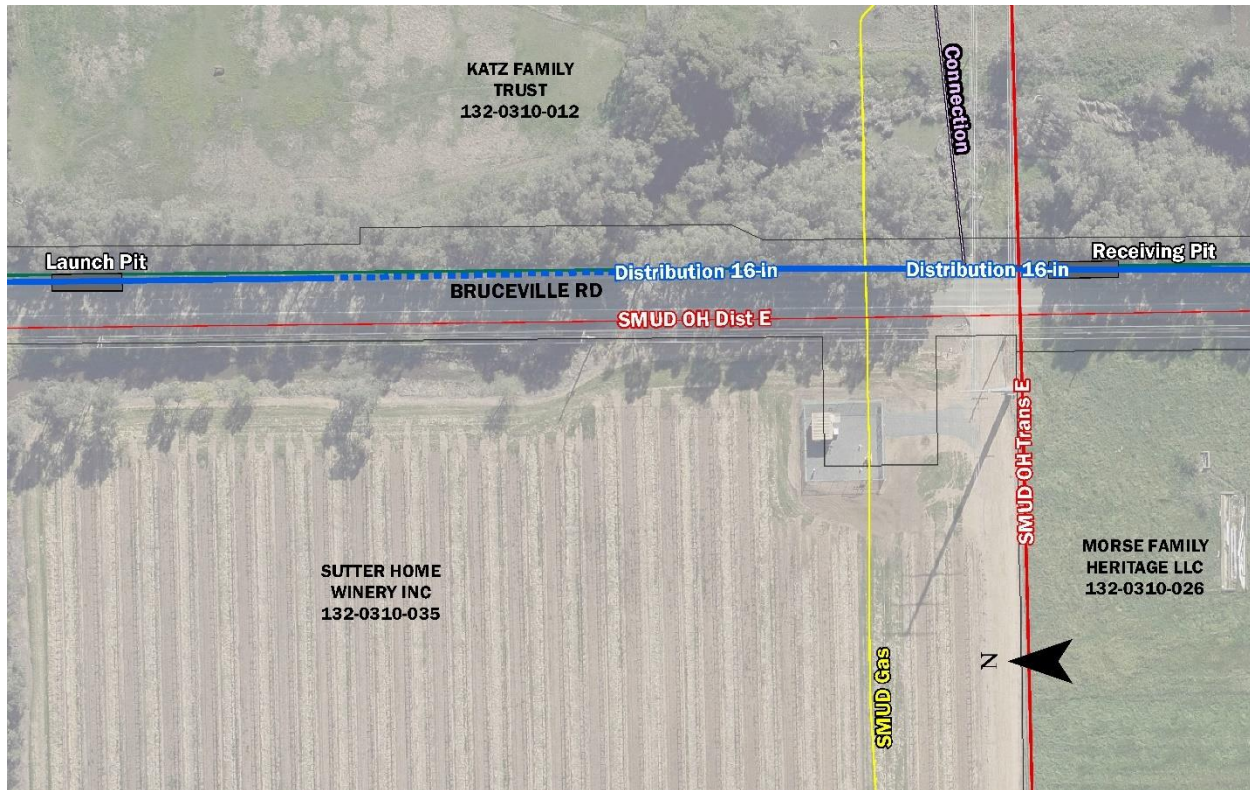 KATZ FAMILY
TRUST
132-0310-012
Connection
Launch Pit
Receiving Pit
Distribution 16-in
Distribution 16-in
BRUCEVILLE RD
SMUD OH Dist E
SMUD OH Trans E
SUTTER HOME
WINERY INC
132-0310-035
MORSE FAMILY
HERITAGE LLC
132-0310-026
SMUD Gas
N